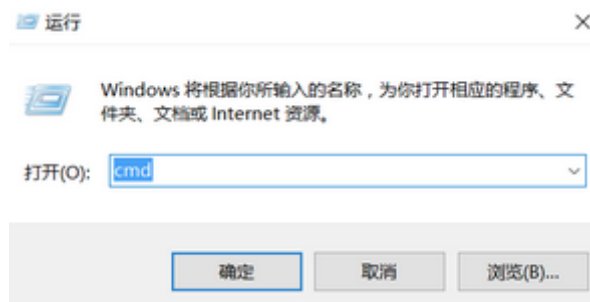 运行
Windows 将根据你所输入的名称，为你打开相应的程序、文
件夹、文档或 Internet 资源。
打开(O): cmd
确定 取消 浏览(B)...